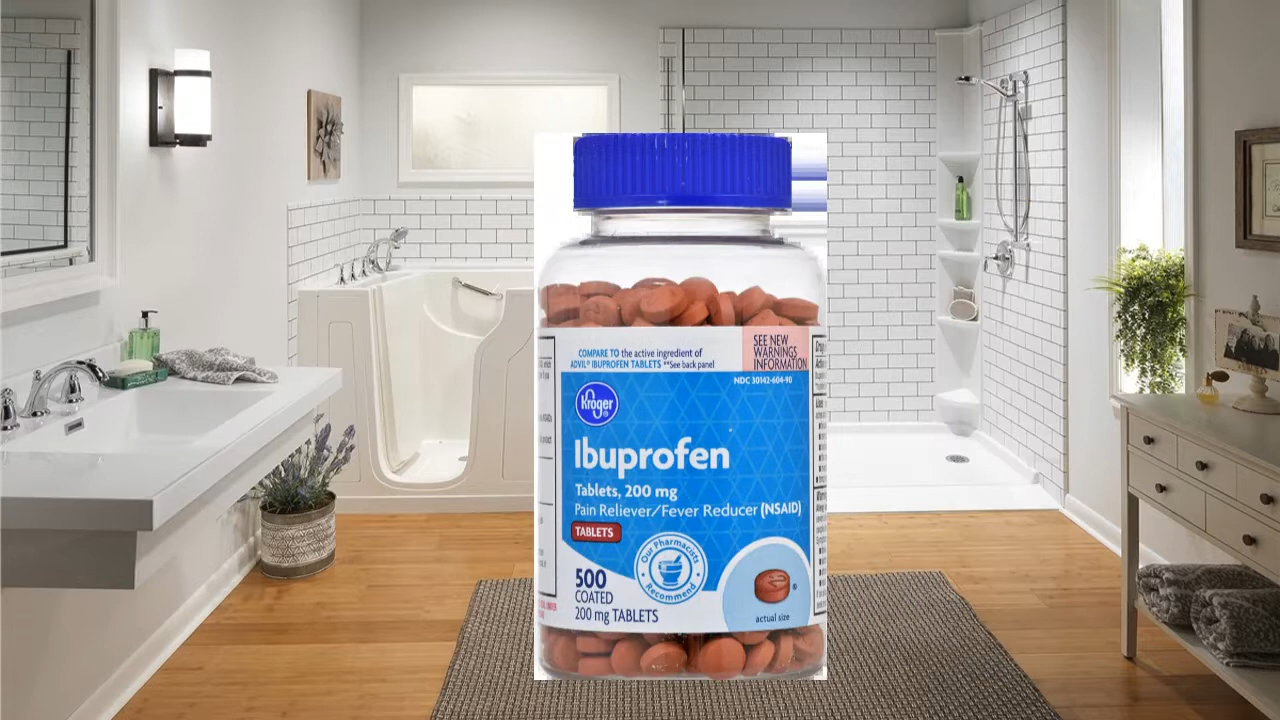 COMPARE TO the active ingredient of
ADVIL® IBUPROFEN TABLETS **See back panel
SEE NEW
WARNINGS
INFORMATION
NDC 30142-604-90
Kroger®
Ibuprofen
Tablets, 200 mg
Pain Reliever/Fever Reducer (NSAID)
TABLETS
Our Pharmacists
Recommend
500
COATED
200 mg TABLETS
actual size